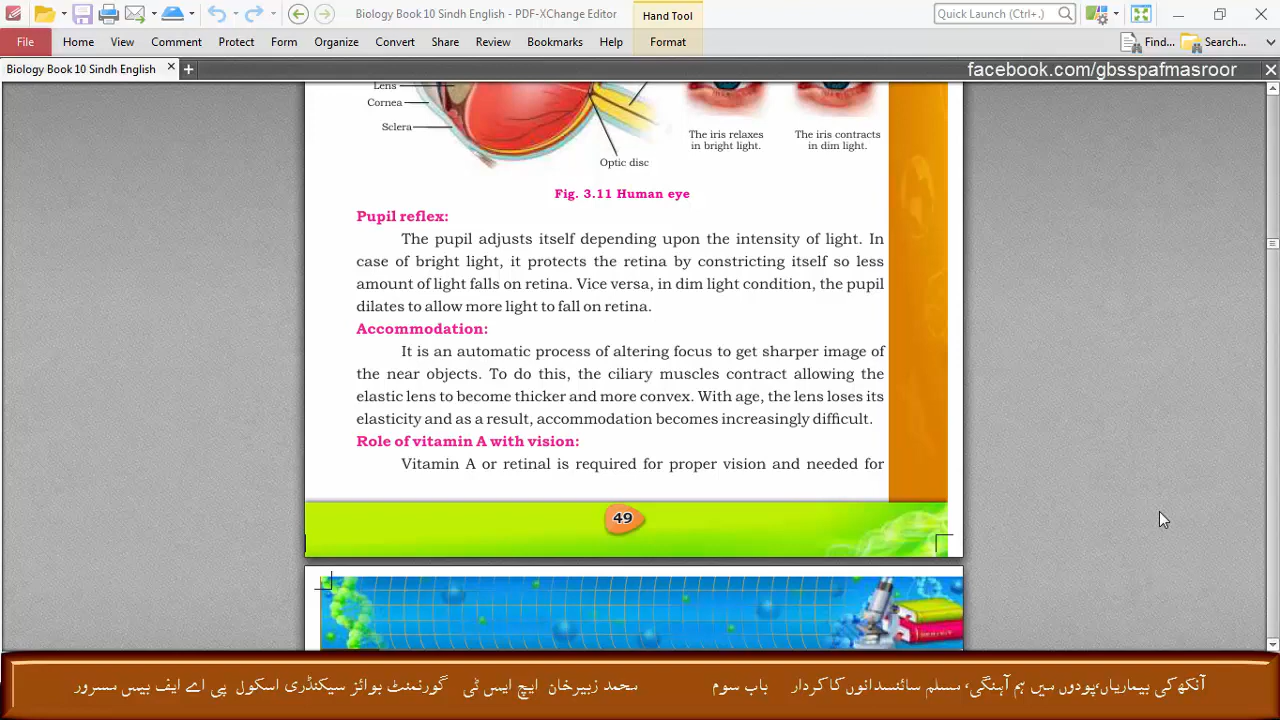 Biology Book 10 Sindh English - PDF-XChange Editor
Hand Tool
Quick Launch (Ctrl+.)
File Home View Comment Protect Form Organize Convert Share Review Bookmarks Help Format Find... Search...
Biology Book 10 Sindh English
facebook.com/gbsspafmasroor
Lens
Cornea
Sclera
Optic disc
The iris relaxes
in bright light.
The iris contracts
in dim light.
Fig. 3.11 Human eye
Pupil reflex:
The pupil adjusts itself depending upon the intensity of light. In
case of bright light, it protects the retina by constricting itself so less
amount of light falls on retina. Vice versa, in dim light condition, the pupil
dilates to allow more light to fall on retina.
Accommodation:
It is an automatic process of altering focus to get sharper image of
the near objects. To do this, the ciliary muscles contract allowing the
elastic lens to become thicker and more convex. With age, the lens loses its
elasticity and as a result, accommodation becomes increasingly difficult.
Role of vitamin A with vision:
Vitamin A or retinal is required for proper vision and needed for
49
آنکھ کی بیماریاں،پودوں میں ہم آہنگی، مسلم سائنسدانوں کا کردار باب سوم محمد زبیرخان ایچ ایس ٹی گورنمنٹ بوائز سیکنڈری اسکول پی اے ایف بیس مسرور